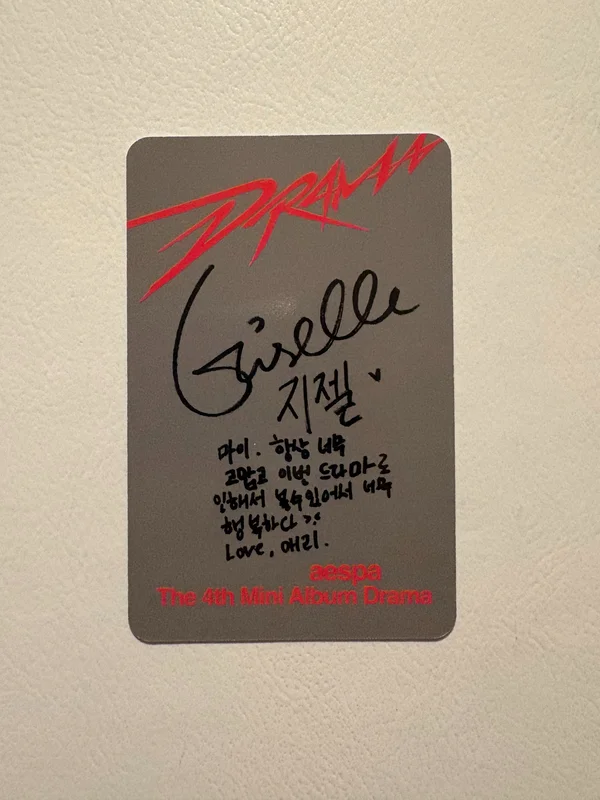 DRAMA
Giselle
지젤
마이. 항상 너무
고맙고 이번 드라마로
인해서 볼수있어서 너무
행복하다
Love, 애리.
aespa
The 4th Mini Album Drama